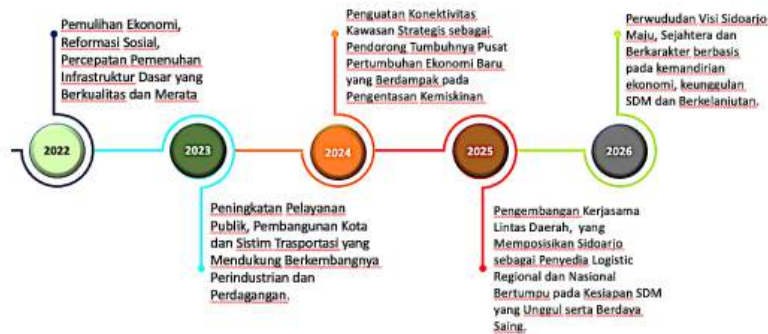 Pemulihan Ekonomi,
Reformasi Sosial,
Percepatan Pemenuhan
Infrastruktur Dasar yang
Berkualitas dan Merata
2022
2023
Peningkatan Pelayanan
Publik, Pembangunan Kota
dan Sistim Trasportasi yang
Mendukung Berkembangnya
Perindustrian dan
Perdagangan.
Penguatan Konektivitas
Kawasan Strategis sebagai
Pendorong Tumbuhnya Pusat
Pertumbuhan Ekonomi Baru
yang Berdampak pada
Pengentasan Kemiskinan
2024
2025
Pengembangan Kerjasama
Lintas Daerah, yang
Memposisikan Sidoarjo
sebagai Penyedia Logistic
Regional dan Nasional
Bertumpu pada Kesiapan SDM
yang Unggul serta Berdaya
Saing.
Perwududan Visi Sidoarjo
Maju, Sejahtera dan
Berkarakter berbasis
pada kemandirian
ekonomi, keunggulan
SDM dan Berkelanjutan.
2026